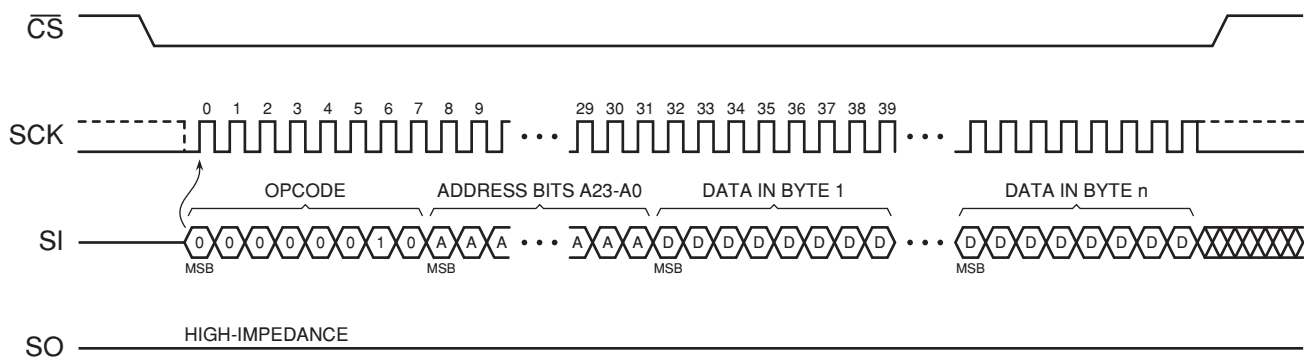 CS
0 1 2 3 4 5 6 7 8 9 29 30 31 32 33 34 35 36 37 38 39
SCK
OPCODE ADDRESS BITS A23-A0 DATA IN BYTE 1 DATA IN BYTE n
SI 0 0 0 0 0 0 1 0 A A A A A A D D D D D D D D D D D D D D D D
MSB MSB MSB MSB
HIGH-IMPEDANCE
SO